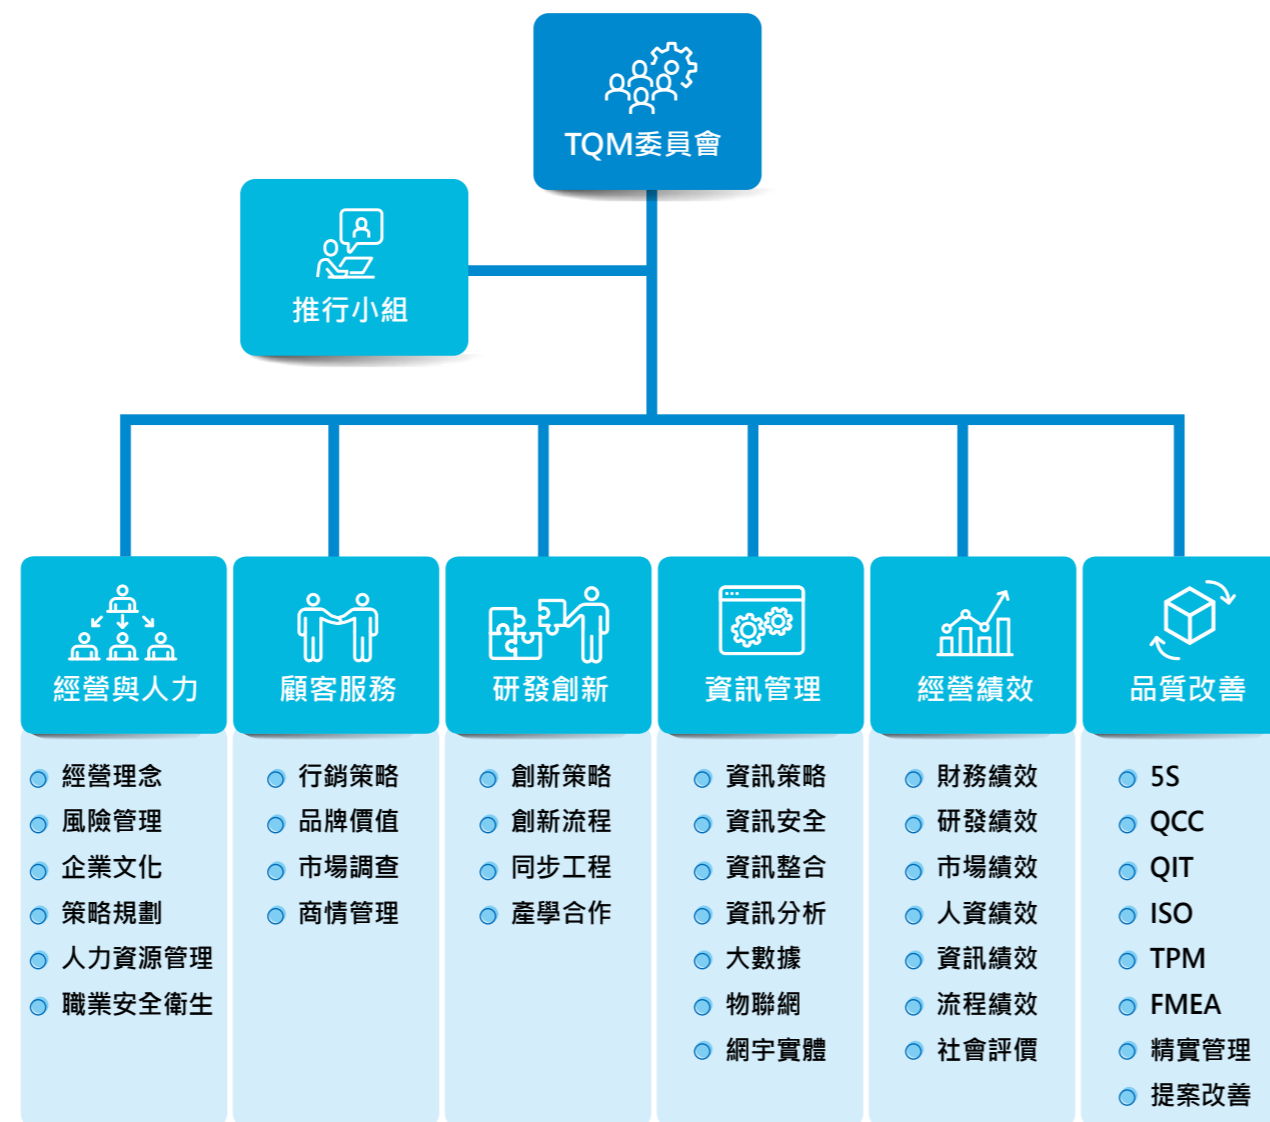 TQM委員會
推行小組
經營與人力
經營理念
風險管理
企業文化
策略規劃
人力資源管理
職業安全衛生
顧客服務
行銷策略
品牌價值
市場調查
商情管理
研發創新
創新策略
創新流程
同步工程
產學合作
資訊管理
資訊策略
資訊安全
資訊整合
資訊分析
大數據
物聯網
網宇實體
經營績效
財務績效
研發績效
市場績效
人資績效
資訊績效
流程績效
社會評價
品質改善
5S
QCC
QIT
ISO
TPM
FMEA
精實管理
提案改善